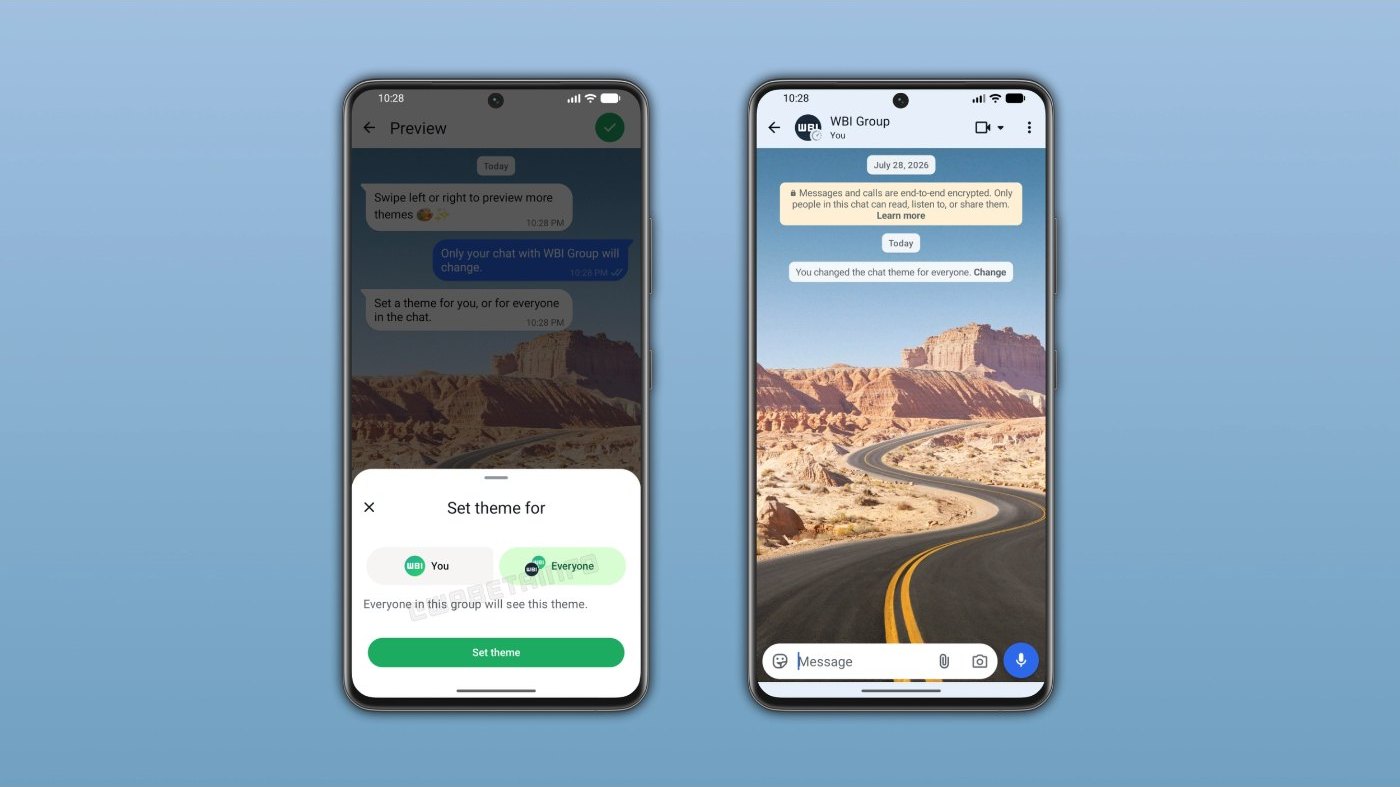 10:28
Preview
Today
Swipe left or right to preview more
themes
10:28 PM
Only your chat with WBI Group will
change.
10:28 PM
Set a theme for you, or for everyone
in the chat.
10:28 PM
Set theme for
WBI
You
WBI
WBI
Everyone
Everyone in this group will see this theme.
Set theme
10:28
WBI
WBI Group
You
July 28, 2026
Messages and calls are end-to-end encrypted. Only
people in this chat can read, listen to, or share them.
Learn more
Today
You changed the chat theme for everyone. Change
Message